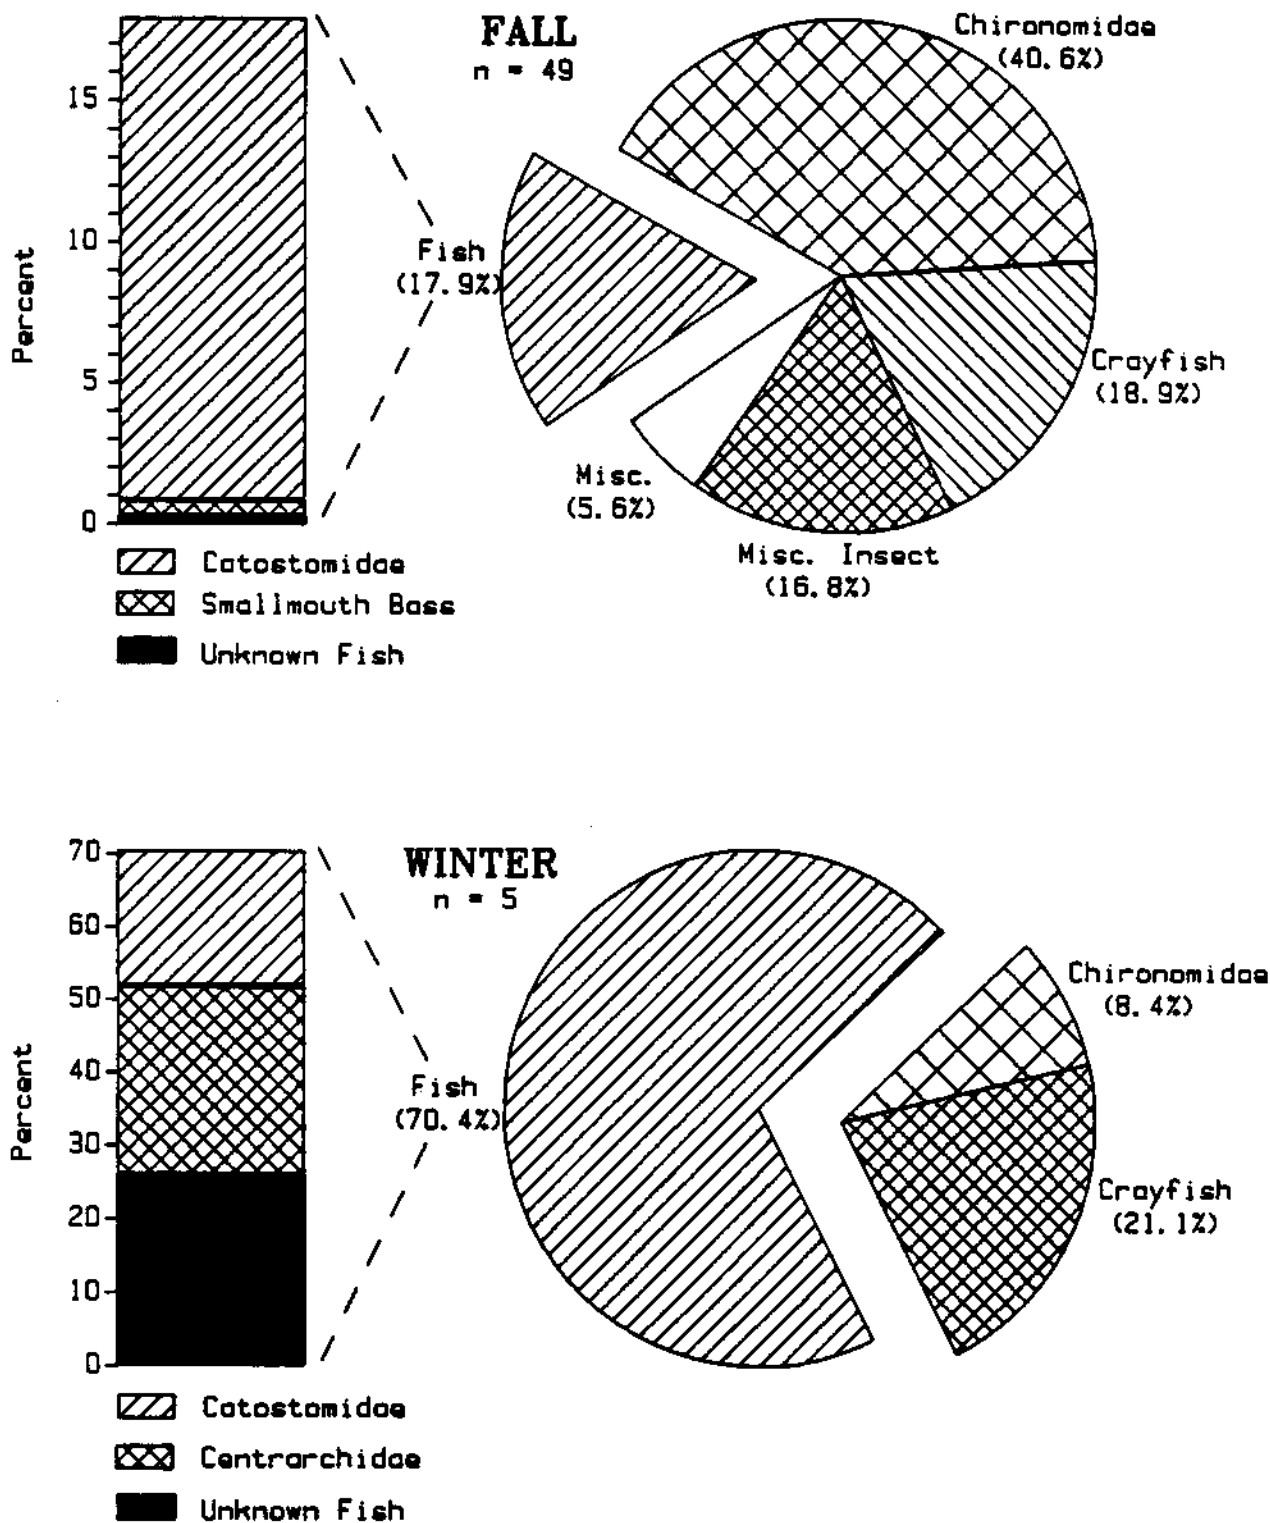 FALL
n = 49
Chironomidae
(40.6%)
15
10
5
0
Percent
Fish
(17.9%)
Crayfish
(18.9%)
Misc.
(5.6%)
Misc. Insect
(16.8%)
Catostomidae
Smallmouth Bass
Unknown Fish
WINTER
n = 5
70
60
50
40
30
20
10
0
Percent
Fish
(70.4%)
Chironomidae
(8.4%)
Crayfish
(21.1%)
Catostomidae
Centrarchidae
Unknown Fish